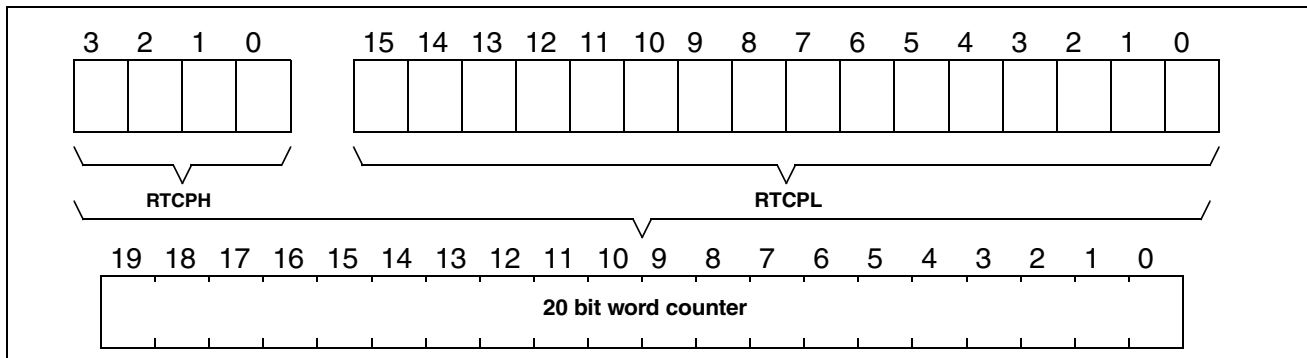 3 2 1 0 15 14 13 12 11 10 9 8 7 6 5 4 3 2 1 0
RTCPH RTCPL
19 18 17 16 15 14 13 12 11 10 9 8 7 6 5 4 3 2 1 0
20 bit word counter